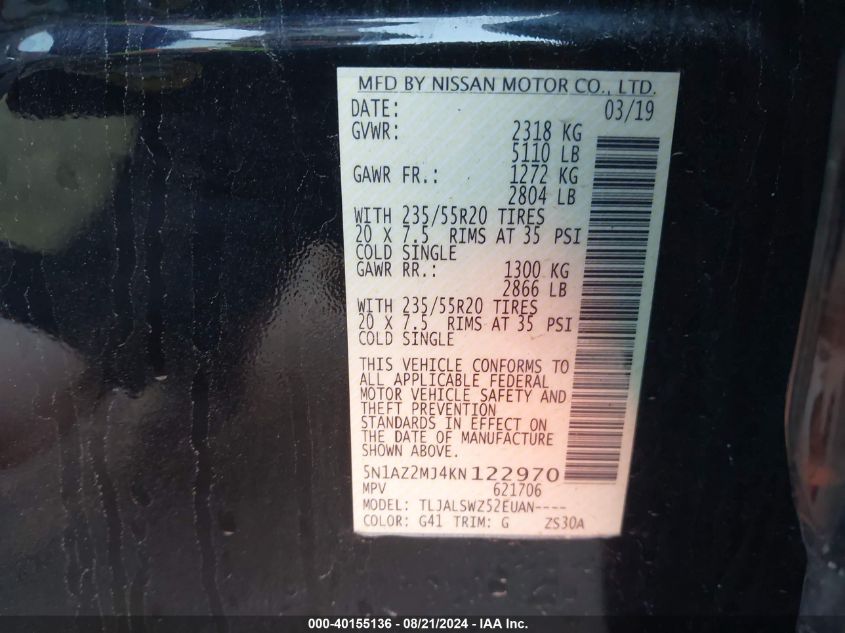 MFD BY NISSAN MOTOR CO., LTD.
DATE: 03/19
GVWR: 2318 KG
5110 LB
GAWR FR.: 1272 KG
2804 LB
WITH 235/55R20 TIRES
20 X 7.5 RIMS AT 35 PSI
COLD SINGLE
GAWR RR.: 1300 KG
2866 LB
WITH 235/55R20 TIRES
20 X 7.5 RIMS AT 35 PSI
COLD SINGLE
THIS VEHICLE CONFORMS TO
ALL APPLICABLE FEDERAL
MOTOR VEHICLE SAFETY AND
THEFT PREVENTION
STANDARDS IN EFFECT ON
THE DATE OF MANUFACTURE
SHOWN ABOVE.
5N1AZ2MJ4KN122970
MPV 621706
MODEL: TLJALSWZ52EUAN----
COLOR: G41 TRIM: G ZS30A
000-40155136 - 08/21/2024 - IAA Inc.